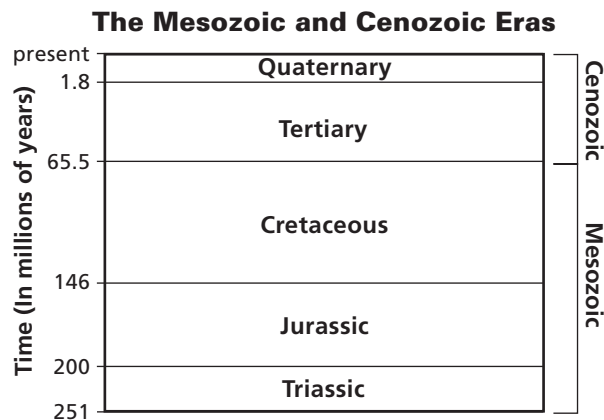 The Mesozoic and Cenozoic Eras
Time (In millions of years)
present
Quaternary
1.8
Tertiary
65.5
Cretaceous
146
Jurassic
200
Triassic
251
Cenozoic
Mesozoic